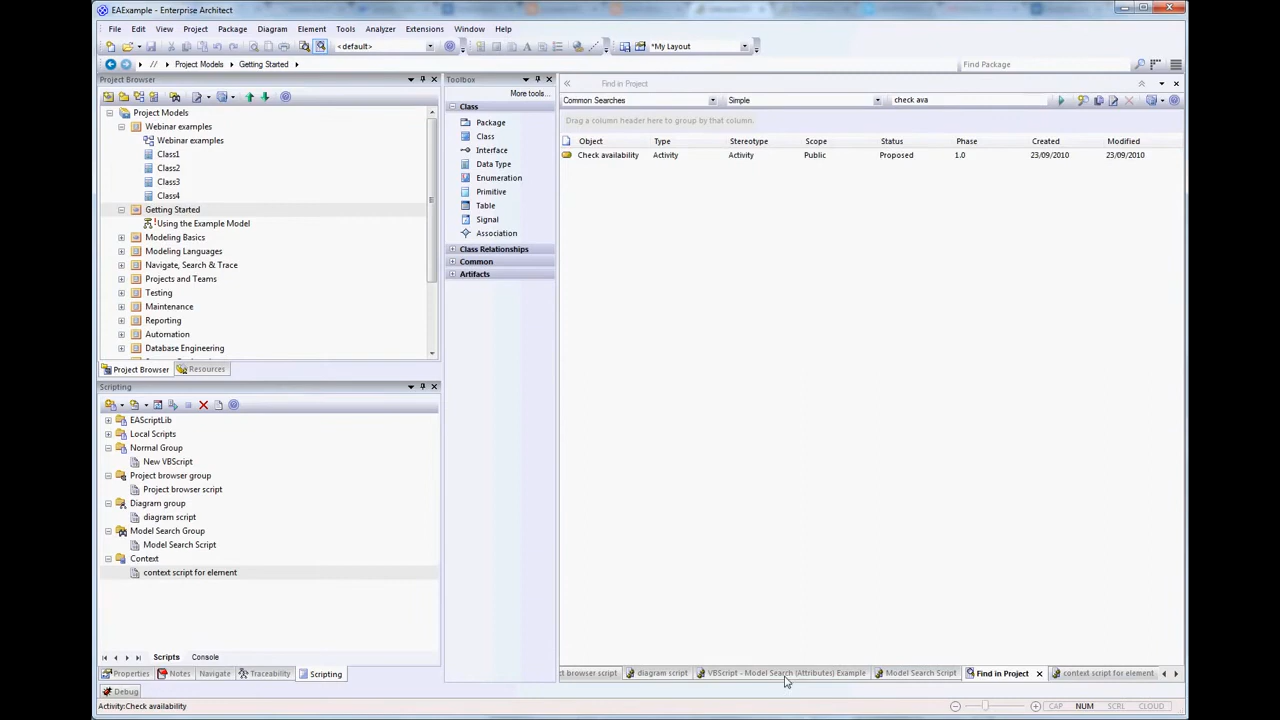 EAExample - Enterprise Architect
File Edit View Project Package Diagram Element Tools Analyzer Extensions Window Help
<default> *My Layout
// Project Models Getting Started Find Package
Project Browser
Project Models
Webinar examples
Webinar examples
Class1
Class2
Class3
Class4
Getting Started
Using the Example Model
Modeling Basics
Modeling Languages
Navigate, Search & Trace
Projects and Teams
Testing
Maintenance
Reporting
Automation
Database Engineering
Project Browser Resources
Scripting
EAScriptLib
Local Scripts
Normal Group
New VBScript
Project browser group
Project browser script
Diagram group
diagram script
Model Search Group
Model Search Script
Context
context script for element
Scripts Console
Properties Notes Navigate Traceability Scripting
Toolbox
More tools...
Class
Package
Class
Interface
Data Type
Enumeration
Primitive
Table
Signal
Association
Class Relationships
Common
Artifacts
Find in Project
Common Searches Simple check ava
Drag a column header here to group by that column.
Object Type Stereotype Scope Status Phase Created Modified
Check availability Activity Activity Public Proposed 1.0 23/09/2010 23/09/2010
ct browser script diagram script VBScript - Model Search (Attributes) Example Model Search Script Find in Project context script for element
Debug
Activity:Check availability CAP NUM SCRL CLOUD